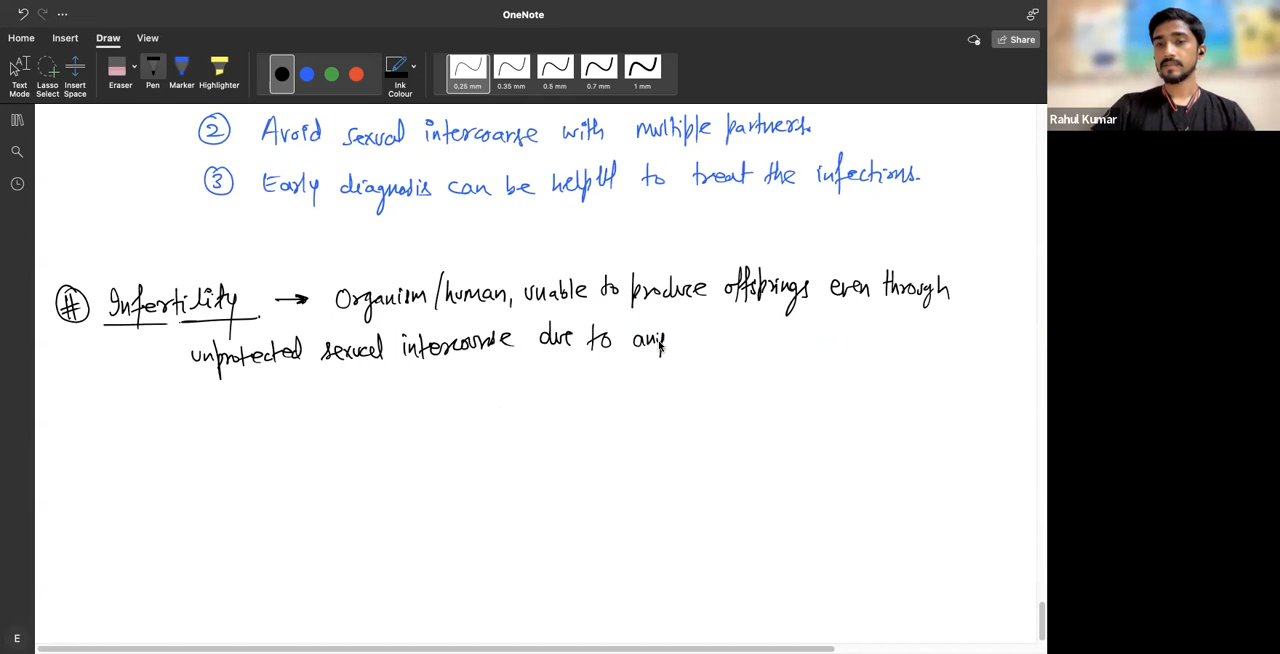 OneNote
Home Insert Draw View
Share
Text Mode Lasso Select Insert Space Eraser Pen Marker Highlighter Ink Colour 0.25 mm 0.35 mm 0.5 mm 0.7 mm 1 mm
Rahul Kumar
② Avoid sexual intercoarse with multiple partners.
③ Early diagnosis can be to treat the infections.
# Infertility → Organism/human, unable to produce offsprings even through
unprotected sexual intercourse due to
E